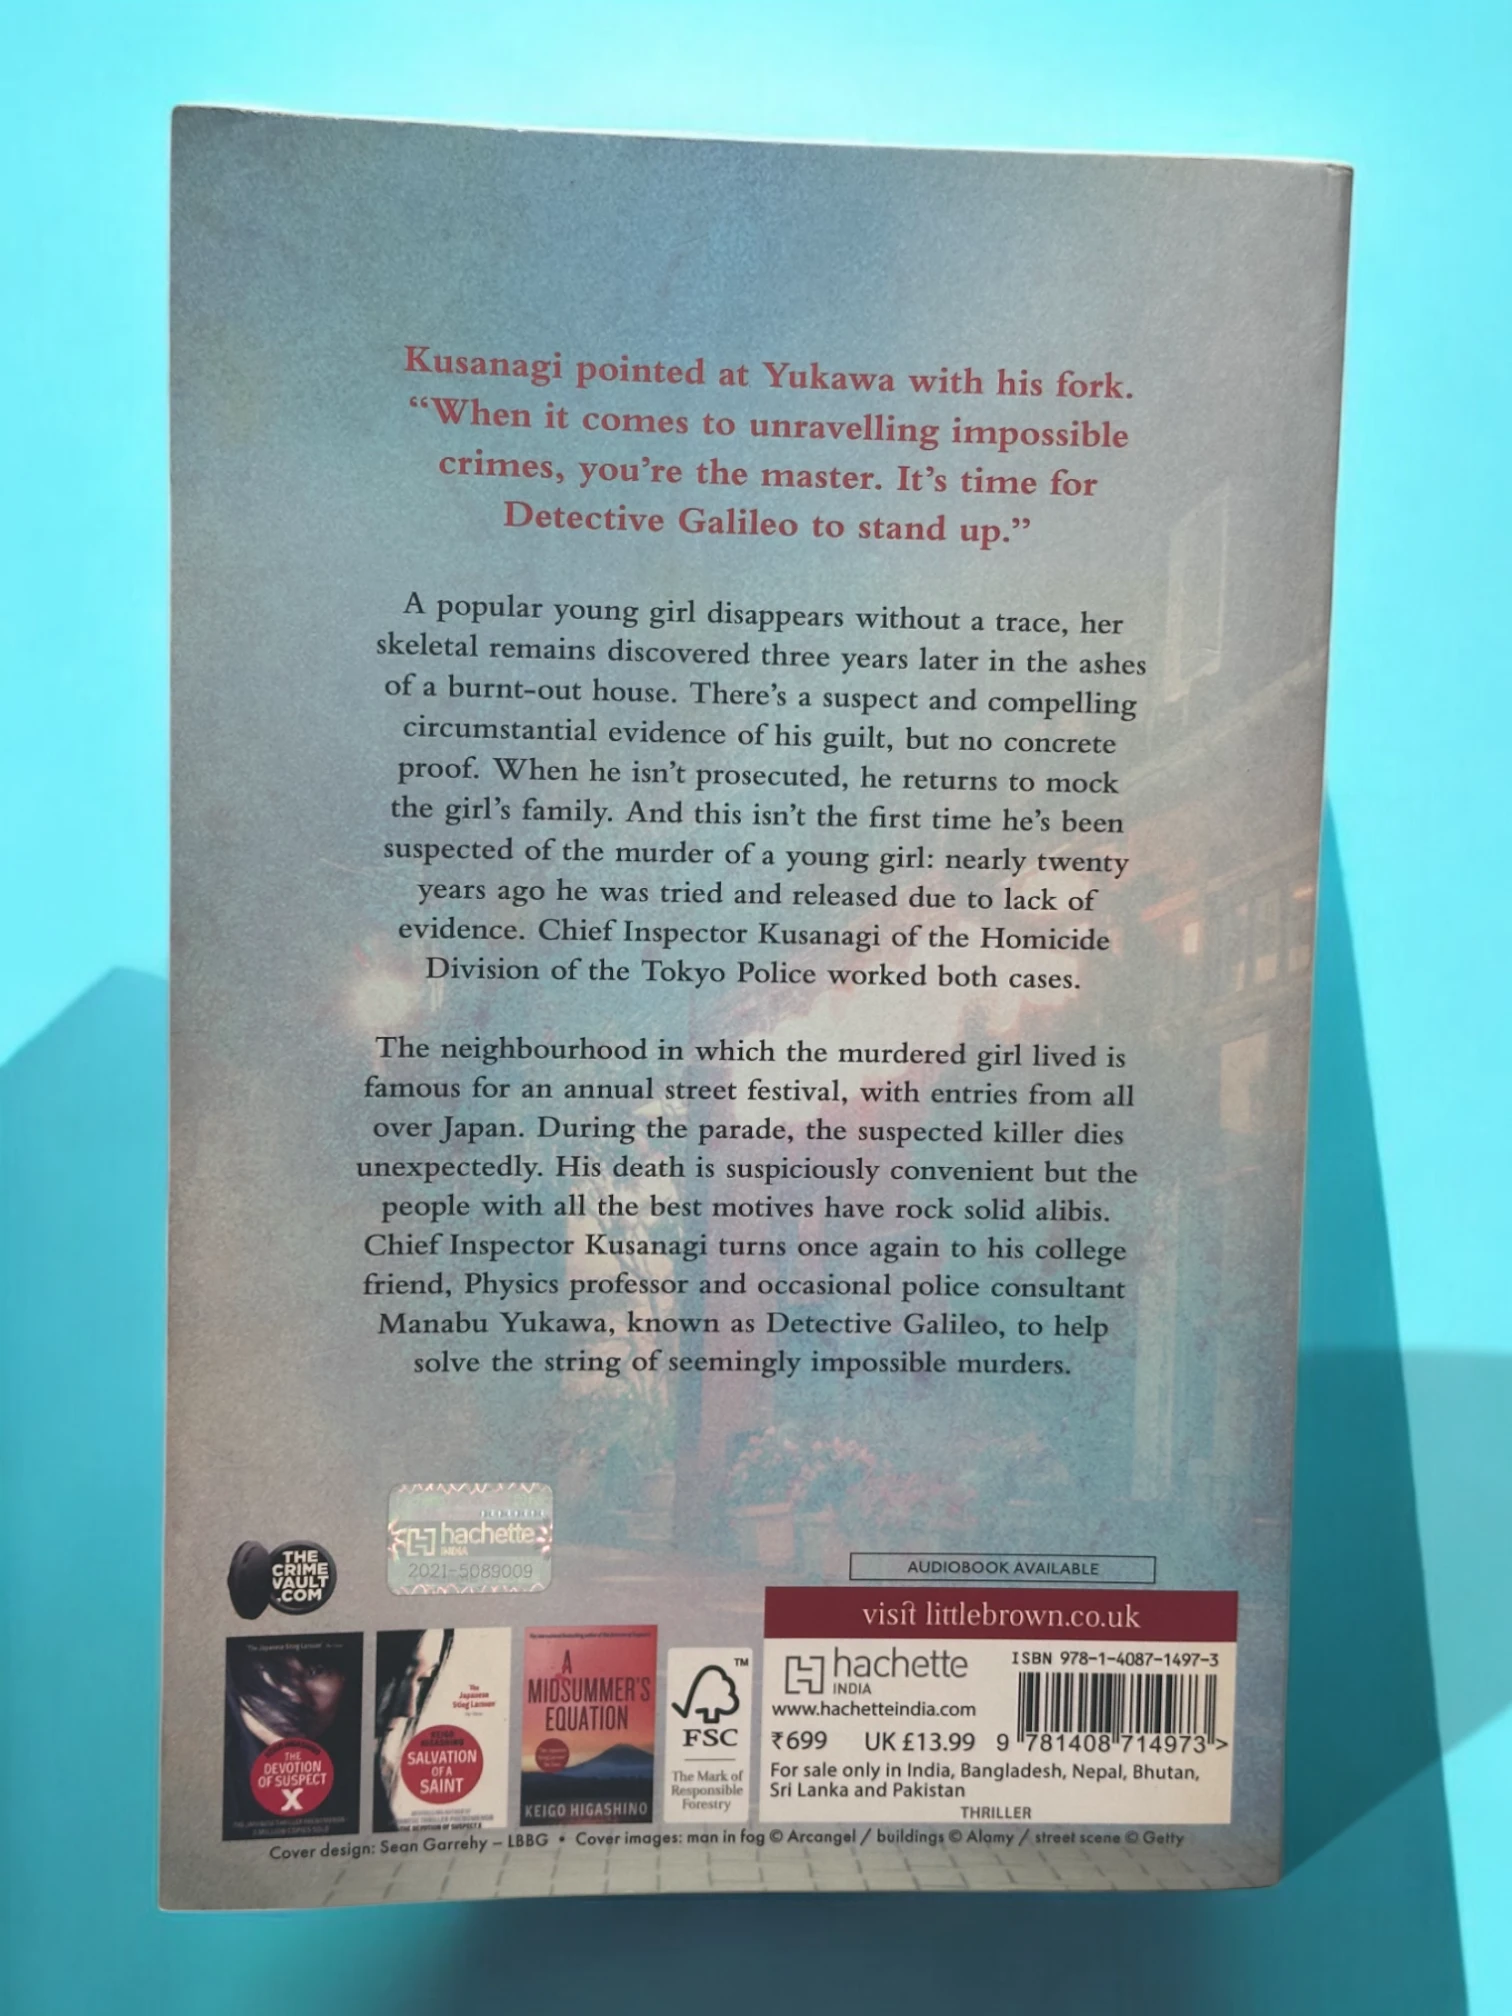 Kusanagi pointed at Yukawa with his fork.
“When it comes to unravelling impossible
crimes, you’re the master. It’s time for
Detective Galileo to stand up.”
A popular young girl disappears without a trace, her
skeletal remains discovered three years later in the ashes
of a burnt-out house. There’s a suspect and compelling
circumstantial evidence of his guilt, but no concrete
proof. When he isn’t prosecuted, he returns to mock
the girl’s family. And this isn’t the first time he’s been
suspected of the murder of a young girl: nearly twenty
years ago he was tried and released due to lack of
evidence. Chief Inspector Kusanagi of the Homicide
Division of the Tokyo Police worked both cases.
The neighbourhood in which the murdered girl lived is
famous for an annual street festival, with entries from all
over Japan. During the parade, the suspected killer dies
unexpectedly. His death is suspiciously convenient but the
people with all the best motives have rock solid alibis.
Chief Inspector Kusanagi turns once again to his college
friend, Physics professor and occasional police consultant
Manabu Yukawa, known as Detective Galileo, to help
solve the string of seemingly impossible murders.
hachette
INDIA
2021-5089009
THE
CRIME
VAULT
.COM
THE
DEVOTION
OF SUSPECT
X
The
Japanese
Stieg Larsson
KEIGO
HIGASHINO
SALVATION
OF A
SAINT
A
MIDSUMMER’S
EQUATION
KEIGO HIGASHINO
TM
FSC
The Mark of
Responsible
Forestry
AUDIOBOOK AVAILABLE
visit littlebrown.co.uk
hachette
INDIA
www.hachetteindia.com
ISBN 978-1-4087-1497-3
₹699 UK £13.99
9 781408 714973 >
For sale only in India, Bangladesh, Nepal, Bhutan,
Sri Lanka and Pakistan
THRILLER
Cover design: Sean Garrehy – LBBG • Cover images: man in fog © Arcangel / buildings © Alamy / street scene © Getty